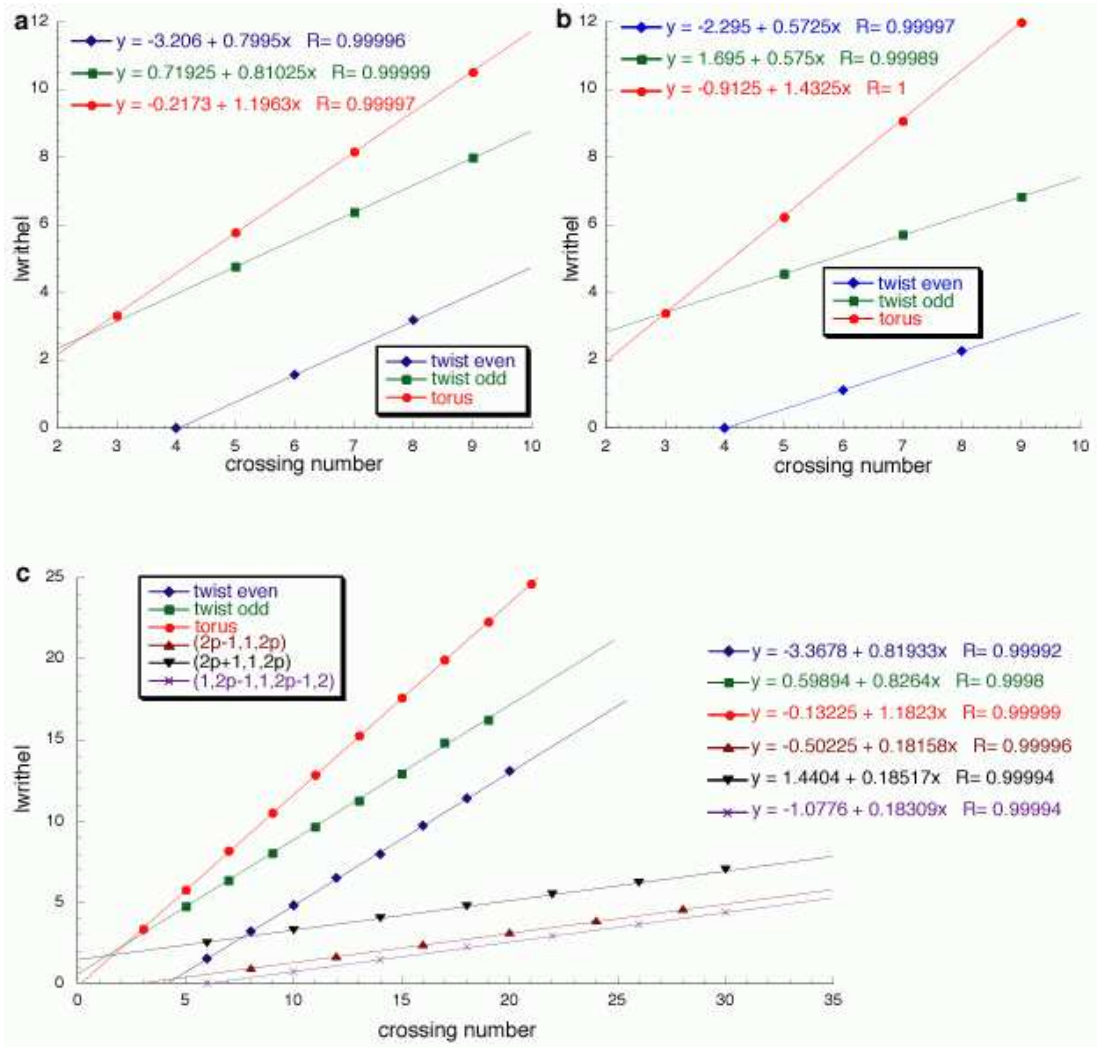 a
12
10
8
6
4
2
0
lwrithel
y = -3.206 + 0.7995x R= 0.99996
y = 0.71925 + 0.81025x R= 0.99999
y = -0.2173 + 1.1963x R= 0.99997
twist even
twist odd
torus
2 3 4 5 6 7 8 9 10
crossing number
b
12
10
8
6
4
2
0
lwrithel
y = -2.295 + 0.5725x R= 0.99997
y = 1.695 + 0.575x R= 0.99989
y = -0.9125 + 1.4325x R= 1
twist even
twist odd
torus
2 3 4 5 6 7 8 9 10
crossing number
c
25
20
15
10
5
0
lwrithel
twist even
twist odd
torus
(2p-1,1,2p)
(2p+1,1,2p)
(1,2p-1,1,2p-1,2)
y = -3.3678 + 0.81933x R= 0.99992
y = 0.59894 + 0.8264x R= 0.9998
y = -0.13225 + 1.1823x R= 0.99999
y = -0.50225 + 0.18158x R= 0.99996
y = 1.4404 + 0.18517x R= 0.99994
y = -1.0776 + 0.18309x R= 0.99994
0 5 10 15 20 25 30 35
crossing number